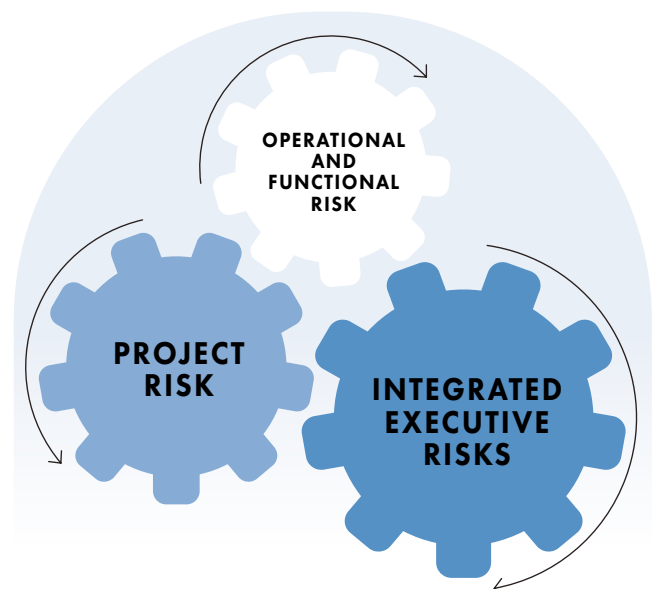 OPERATIONAL
AND
FUNCTIONAL
RISK
PROJECT
RISK
INTEGRATED
EXECUTIVE
RISKS